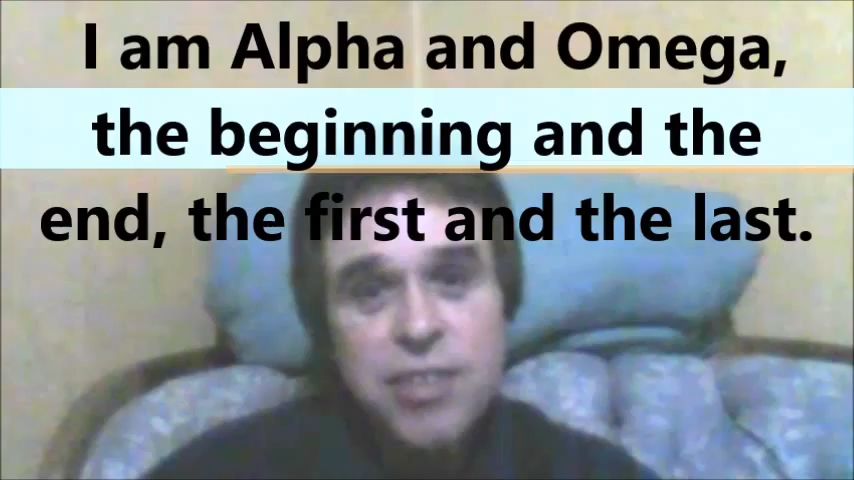 I am Alpha and Omega,
the beginning and the
end, the first and the last.